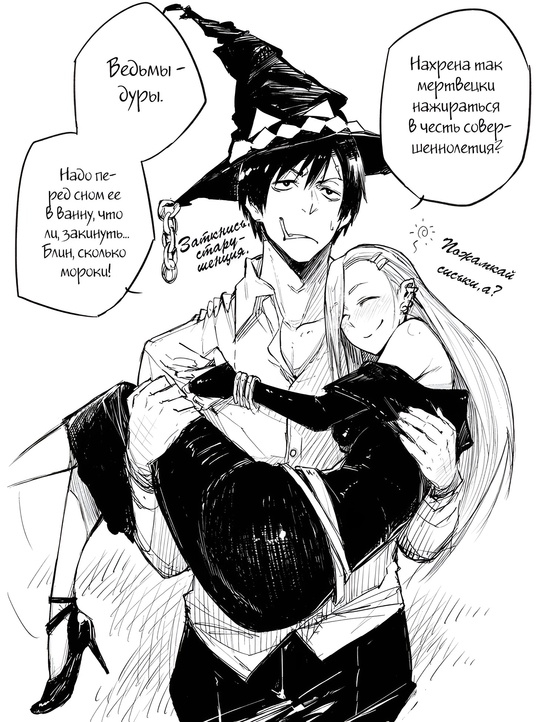 Нахрена так
мертвецки
нажираться
в честь совер-
шеннолетия?
Ведьмы –
дуры.
Надо пе-
ред сном ее
в ванну, что
ли, закинуть...
Блин, сколько
мороки!
Заткнись,
стару-
шенция.
Пожамкай
сиськи, а?